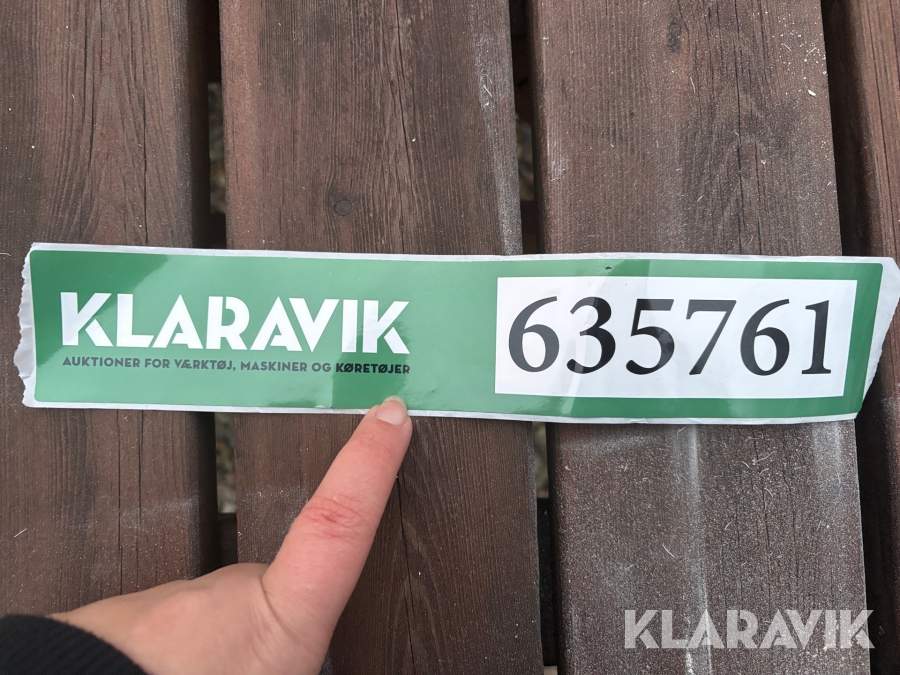 KLARAVIK
AUKTIONER FOR VÆRKTØJ, MASKINER OG KØRETØJER
635761
KLARAVIK